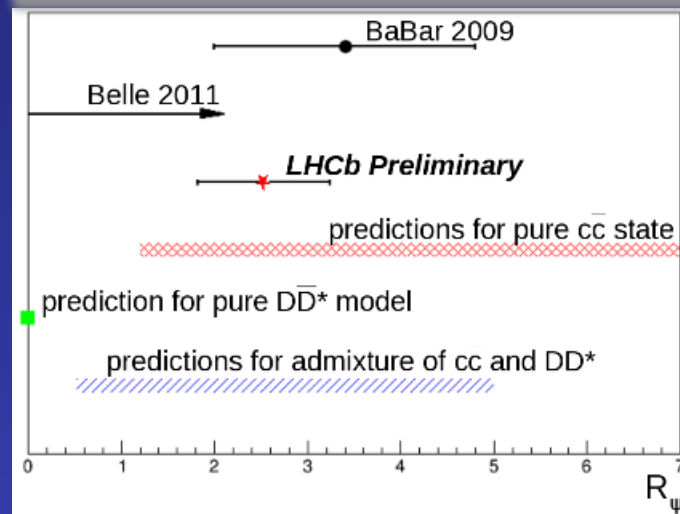 BaBar 2009
Belle 2011
LHCb Preliminary
predictions for pure cc̄ state
prediction for pure DD̄* model
predictions for admixture of cc and DD*
0 1 2 3 4 5 6 7
Rψ